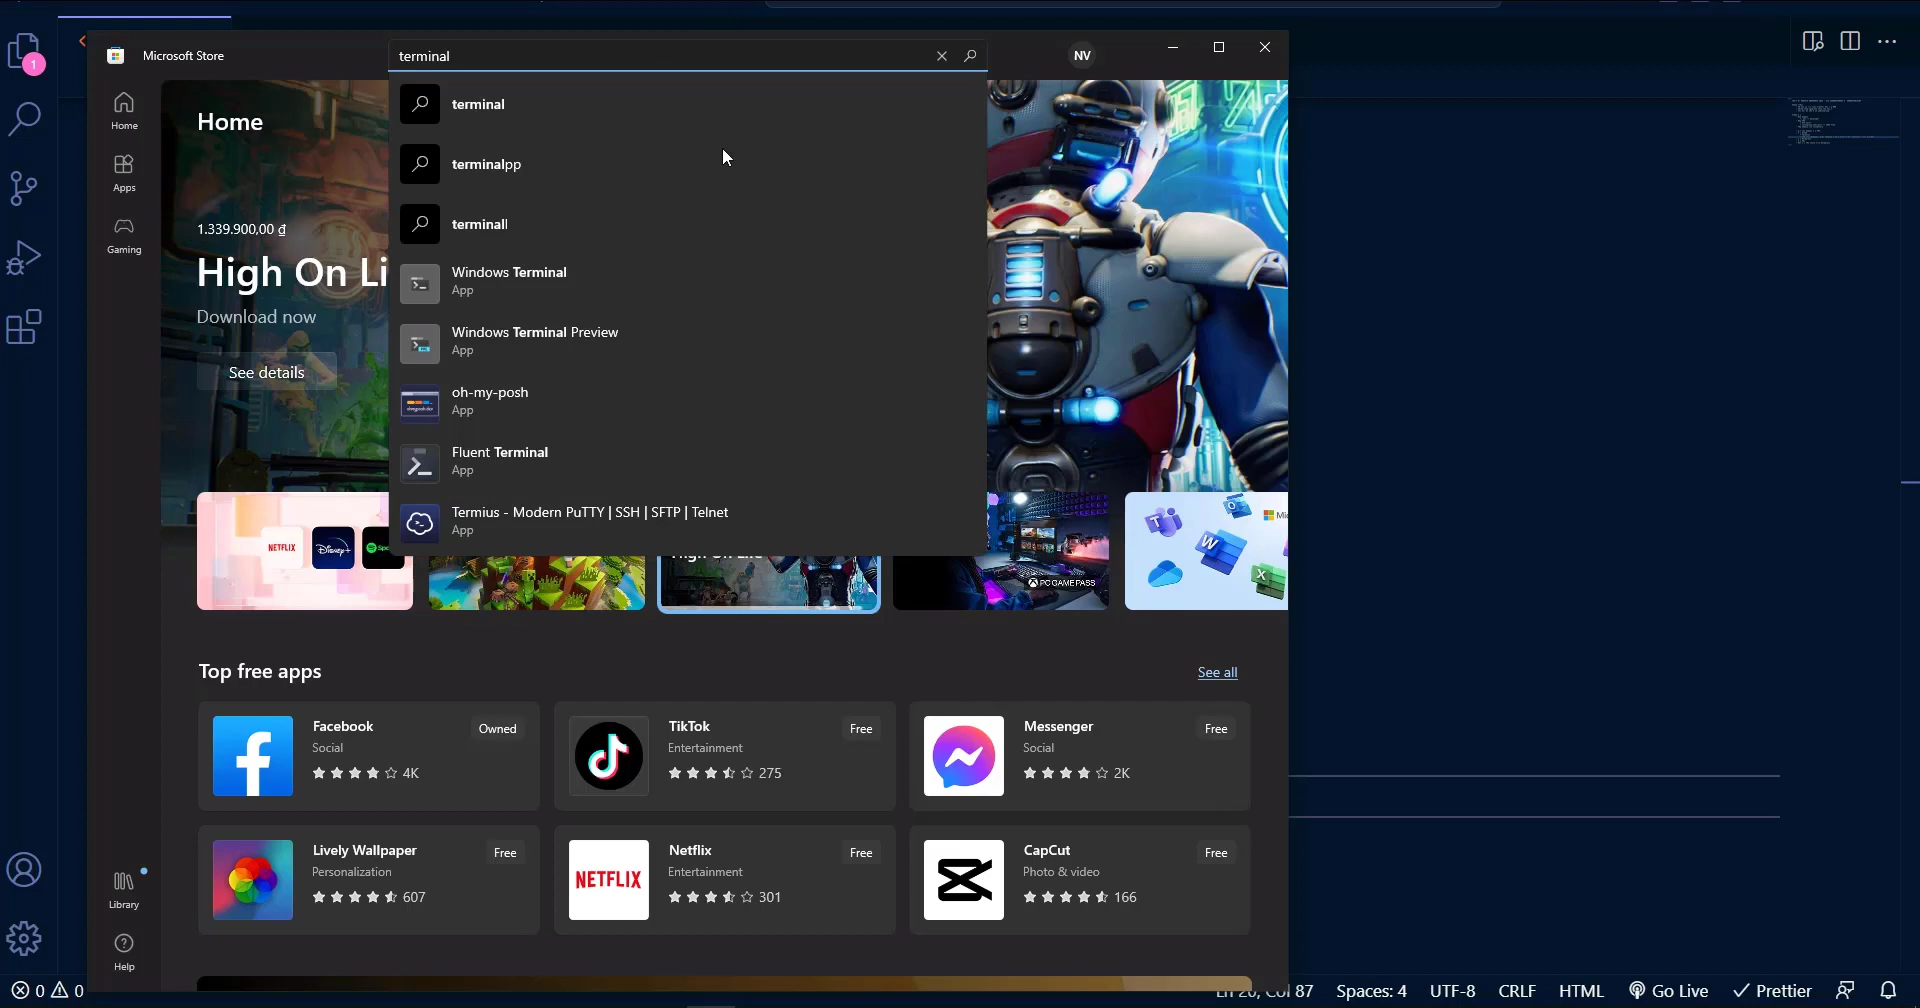 Microsoft Store
terminal
NV
1
Home
Apps
Gaming
Library
Help
Home
1.339.900,00 ₫
High On Li
Download now
See details
terminal
terminalpp
terminall
Windows Terminal
App
Windows Terminal Preview
App
oh-my-posh
App
Fluent Terminal
App
Termius - Modern PuTTY | SSH | SFTP | Telnet
App
NETFLIX
Disney+
PC GAME PASS
Top free apps
See all
Facebook
Owned
Social
4K
TikTok
Free
Entertainment
275
Messenger
Free
Social
2K
Lively Wallpaper
Free
Personalization
607
NETFLIX
Netflix
Free
Entertainment
301
CapCut
Free
Photo & video
166
0 0
87
Spaces: 4
UTF-8
CRLF
HTML
Go Live
Prettier